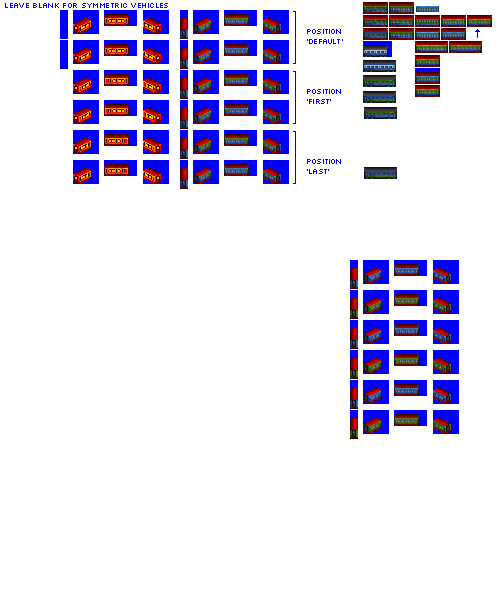 LEAVE BLANK FOR SYMMETRIC VEHICLES
POSITION
'DEFAULT'
POSITION
'FIRST'
POSITION
'LAST'